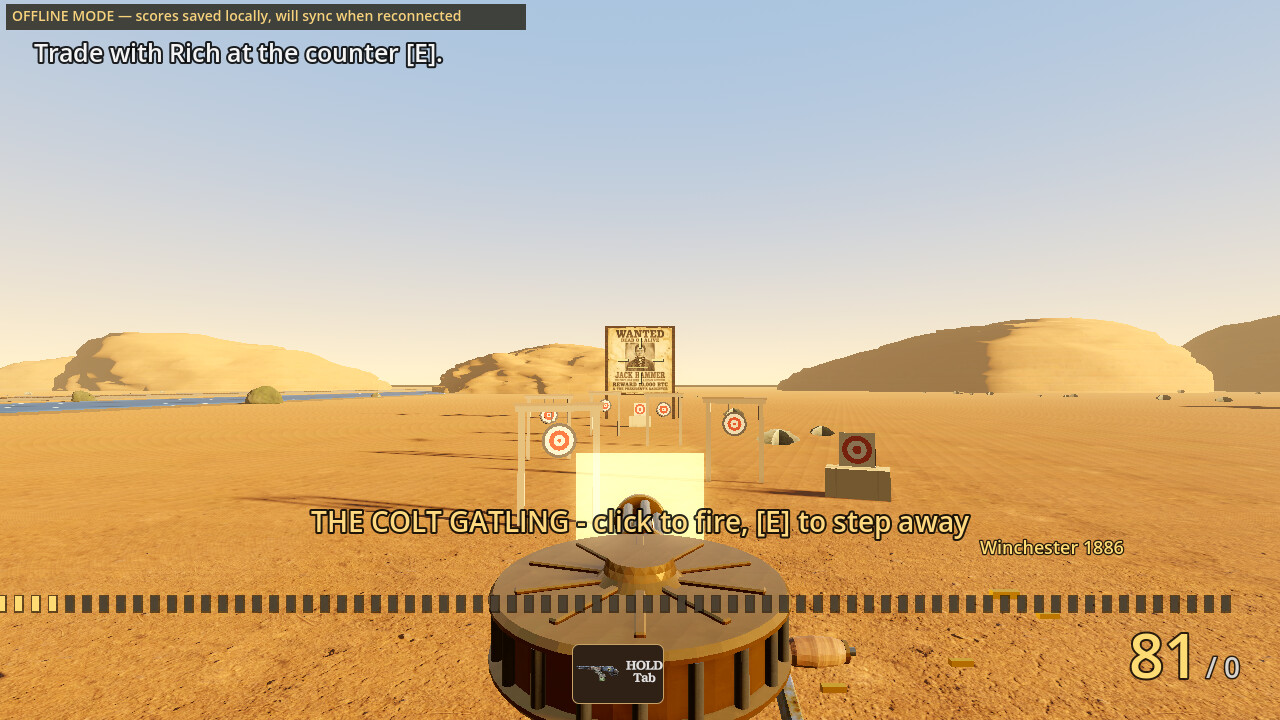 OFFLINE MODE — scores saved locally, will sync when reconnected
Trade with Rich at the counter [E].
WANTED
JACK HAMMER
THE COLT GATLING - click to fire, [E] to step away
Winchester 1886
HOLD
Tab
81 / 0